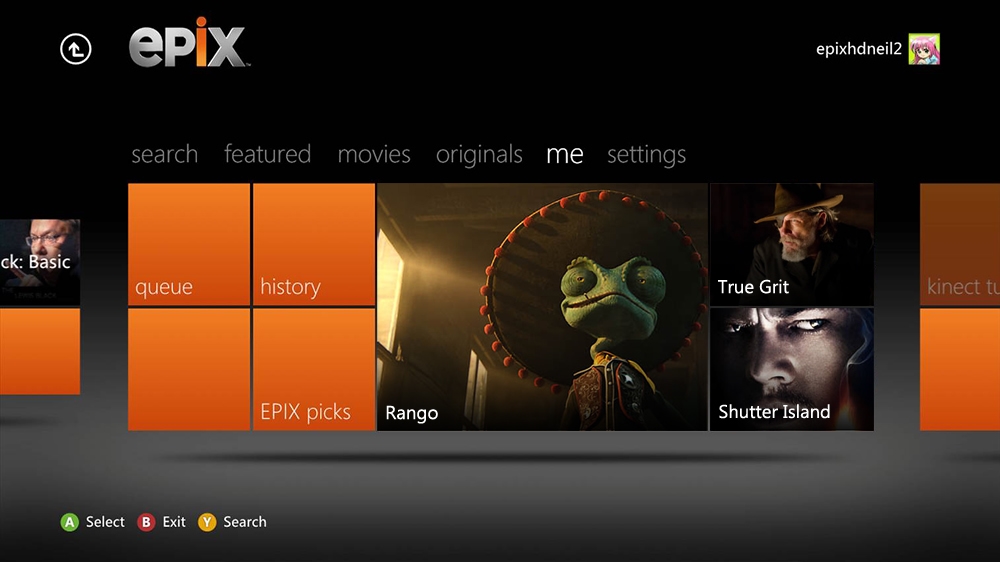 epix
epixhdneil2
search featured movies originals me settings
ck: Basic
queue
history
True Grit
kinect tu
EPIX picks
Rango
Shutter Island
A Select B Exit Y Search